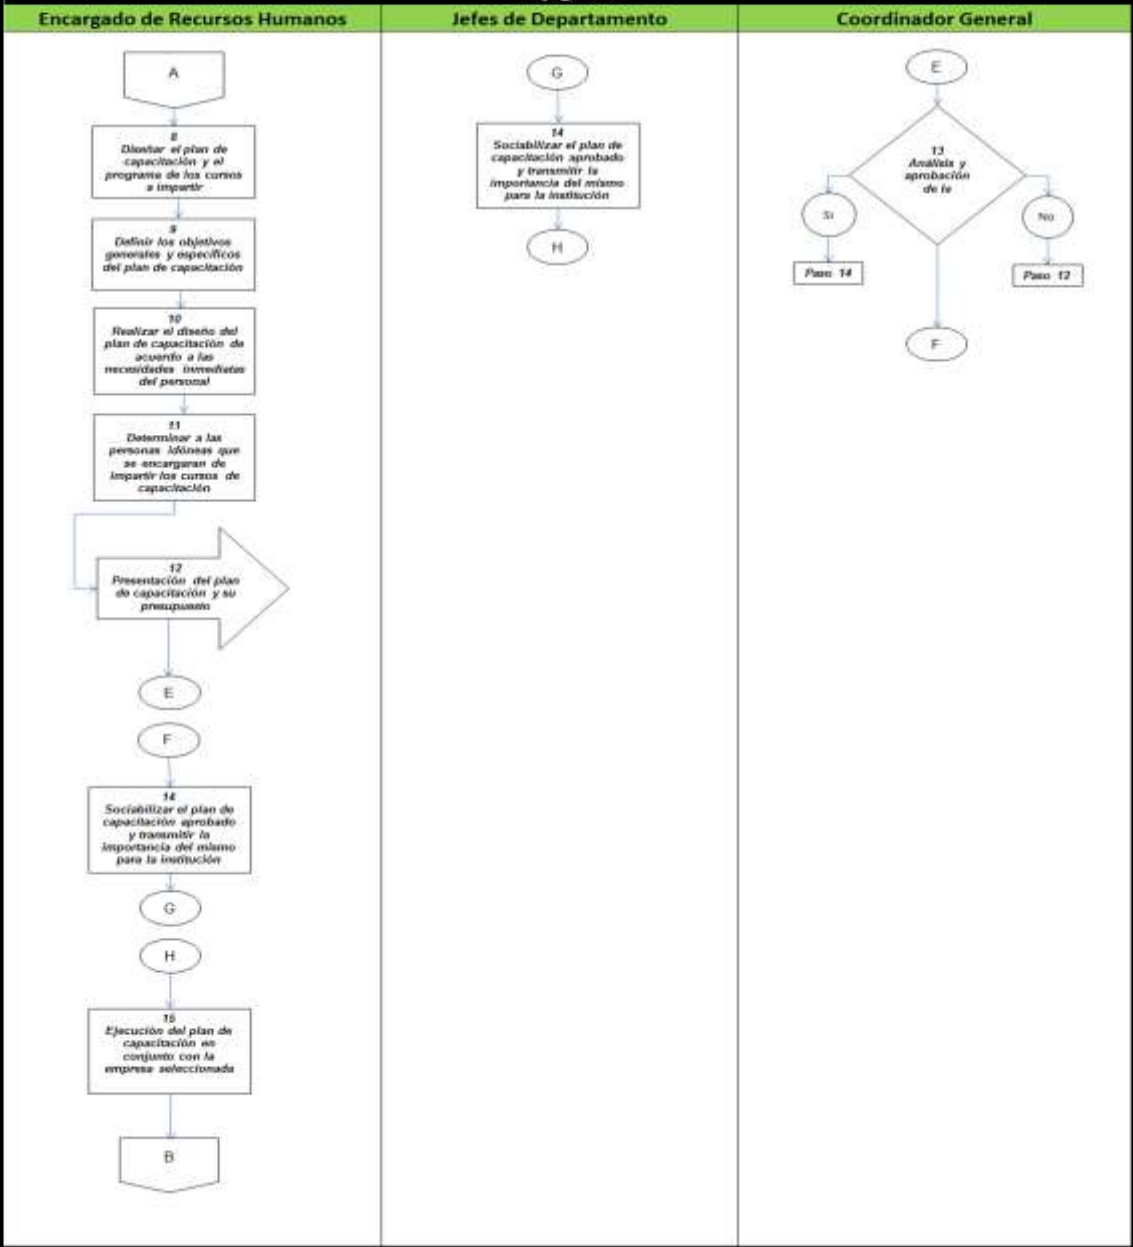 Encargado de Recursos Humanos
A
8
Diseñar el plan de
capacitación y el
programa de los cursos
a impartir
9
Definir los objetivos
generales y específicos
del plan de capacitación
10
Realizar el diseño del
plan de capacitación de
acuerdo a las
necesidades inmediatas
del personal
11
Determinar a las
personas idóneas que
se encargaran de
impartir los cursos de
capacitación
12
Presentación del plan
de capacitación y su
presupuesto
E
F
14
Sociabilizar el plan de
capacitación aprobado
y transmitir la
importancia del mismo
para la institución
G
H
15
Ejecución del plan de
capacitación en
conjunto con la
empresa seleccionada
B
Jefes de Departamento
G
14
Sociabilizar el plan de
capacitación aprobado
y transmitir la
importancia del mismo
para la institución
H
Coordinador General
E
13
Análisis y
aprobación
de la
Si
No
Paso 14
Paso 12
F